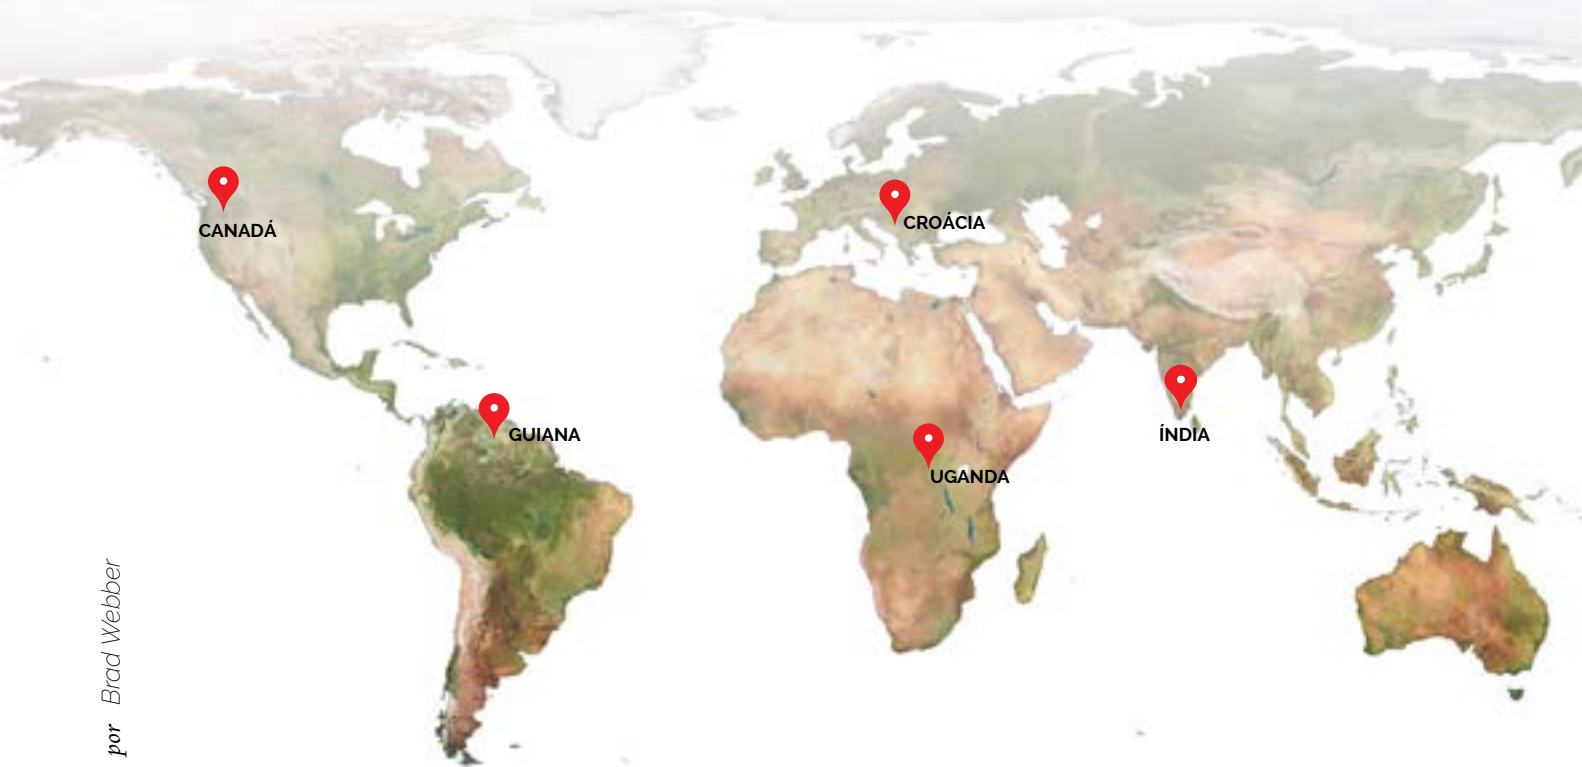 CANADÁ
CROÁCIA
GUIANA
UGANDA
ÍNDIA
por Brad Webber